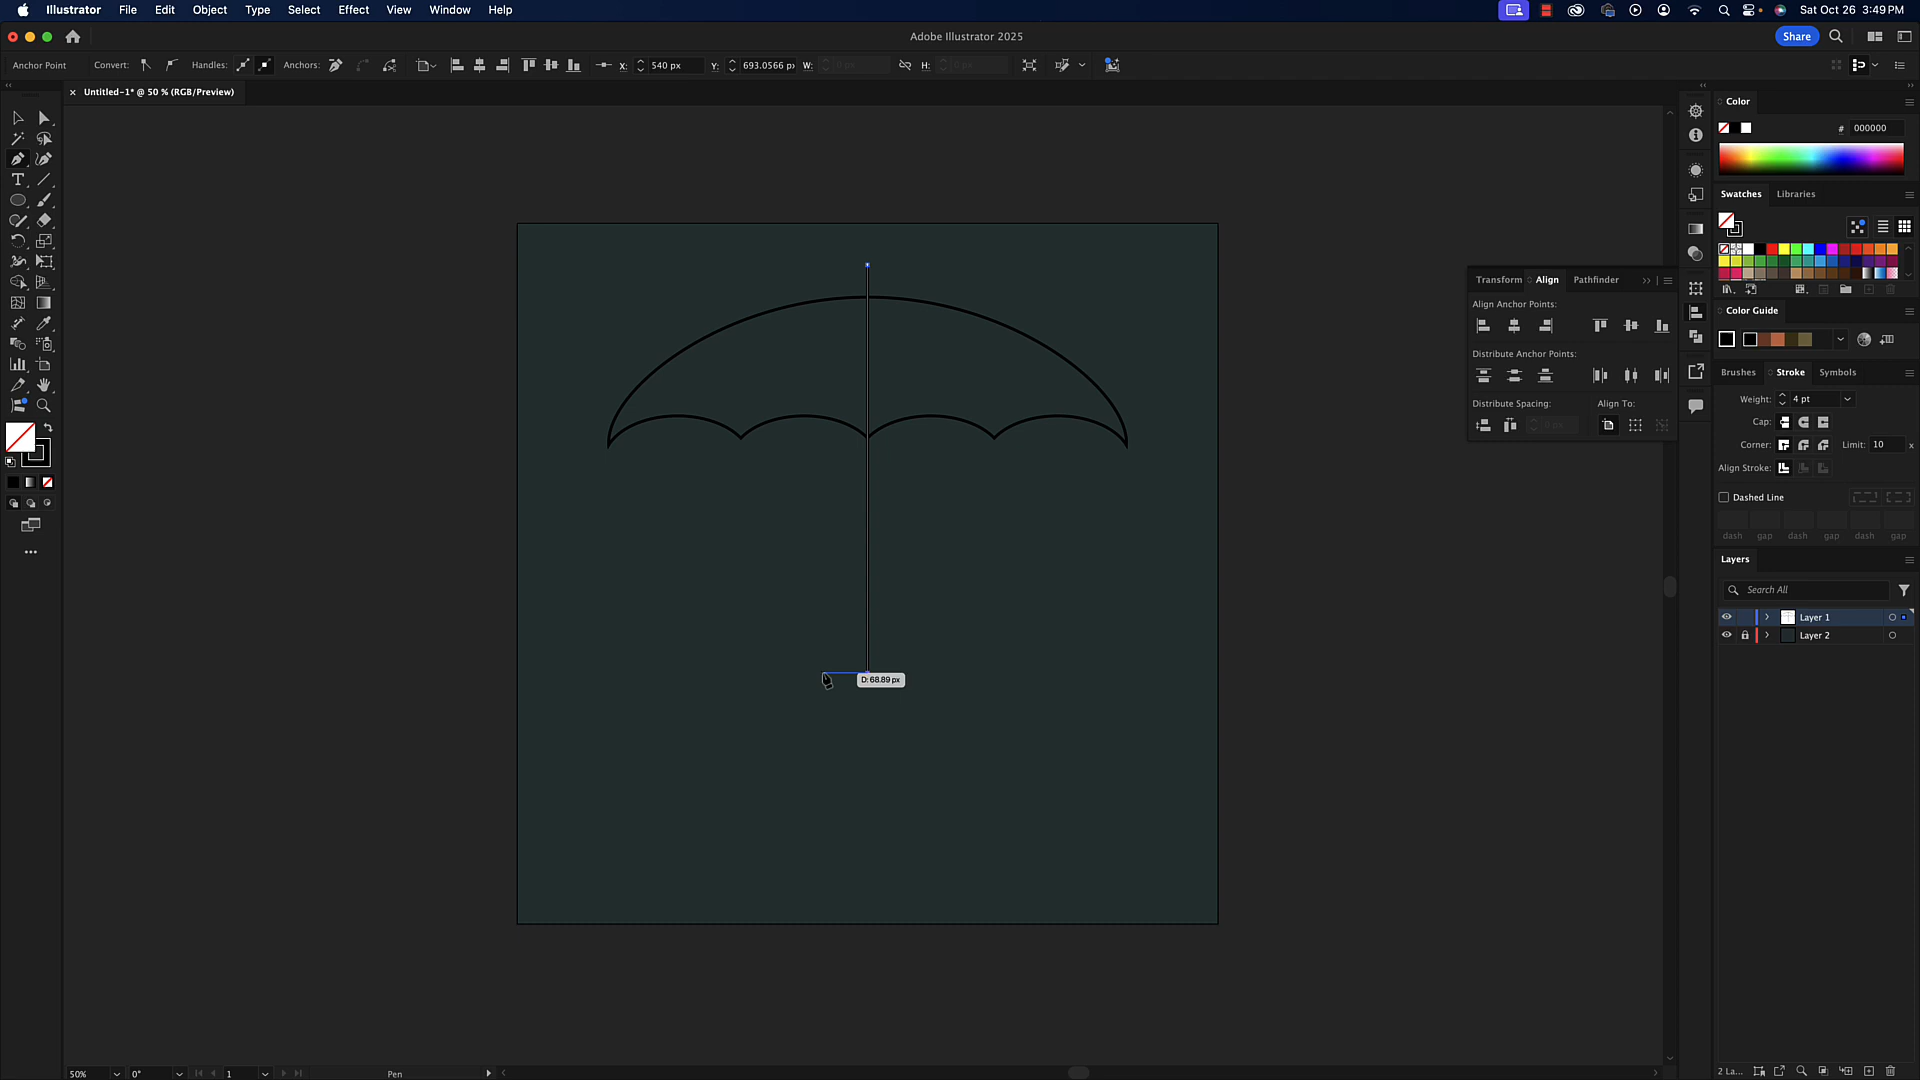 Illustrator File Edit Object Type Select Effect View Window Help Sat Oct 26 3:49 PM
Adobe Illustrator 2025 Share
Anchor Point Convert: Handles: Anchors: X: 540 px Y: 693.0566 px W: 0 px H: 0 px
Untitled-1* @ 50 % (RGB/Preview)
Color
# 000000
Swatches Libraries
Transform Align Pathfinder
Align Anchor Points:
Distribute Anchor Points:
Distribute Spacing: Align To:
Color Guide
Brushes Stroke Symbols
Weight: 4 pt
Cap:
Corner: Limit: 10 x
Align Stroke:
Dashed Line
dash gap dash gap dash gap
Layers
Search All
Layer 1
Layer 2
D: 68.89 px
50% 0° 1 Pen
2 La...